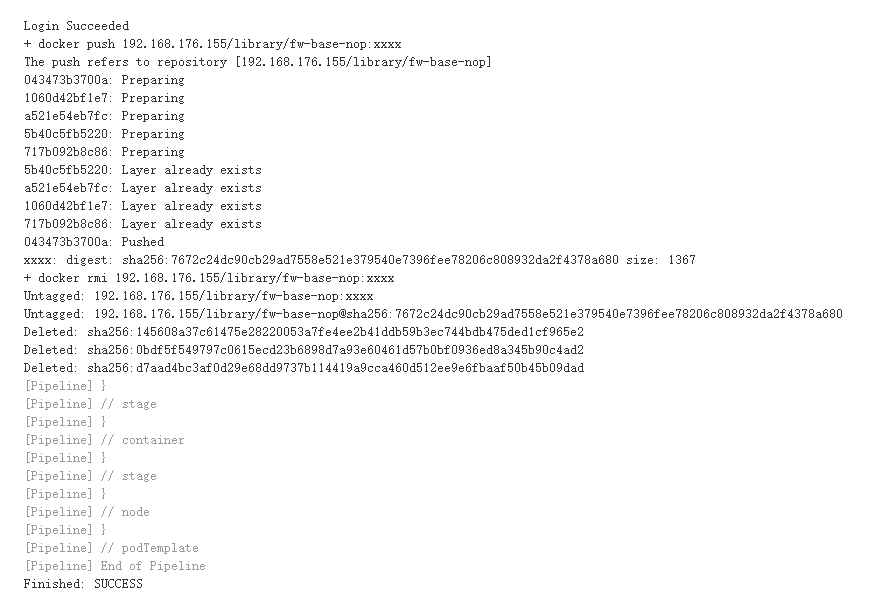 Login Succeeded
+ docker push 192.168.176.155/library/fw-base-nop:xxxx
The push refers to repository [192.168.176.155/library/fw-base-nop]
043473b3700a: Preparing
1060d42bf1e7: Preparing
a521e54eb7fc: Preparing
5b40c5fb5220: Preparing
717b092b8c86: Preparing
5b40c5fb5220: Layer already exists
a521e54eb7fc: Layer already exists
1060d42bf1e7: Layer already exists
717b092b8c86: Layer already exists
043473b3700a: Pushed
xxxx: digest: sha256:7672c24dc90cb29ad7558e521e379540e7396fee78206c808932da2f4378a680 size: 1367
+ docker rmi 192.168.176.155/library/fw-base-nop:xxxx
Untagged: 192.168.176.155/library/fw-base-nop:xxxx
Untagged: 192.168.176.155/library/fw-base-nop@sha256:7672c24dc90cb29ad7558e521e379540e7396fee78206c808932da2f4378a680
Deleted: sha256:145608a37c61475e28220053a7fe4ee2b41ddb59b3ec744bdb475ded1cf965e2
Deleted: sha256:0bdf5f549797c0615ecd23b6898d7a93e60461d57b0bf0936ed8a345b90c4ad2
Deleted: sha256:d7aad4bc3af0d29e68dd9737b114419a9cca460d512ee9e6fbaaf50b45b09dad
[Pipeline] }
[Pipeline] // stage
[Pipeline] }
[Pipeline] // container
[Pipeline] }
[Pipeline] // stage
[Pipeline] }
[Pipeline] // node
[Pipeline] }
[Pipeline] // podTemplate
[Pipeline] End of Pipeline
Finished: SUCCESS